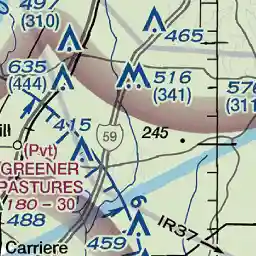 497
(310)
465
635
(444)
516
(341)
576
(311
415
59
245
ill
(Pvt)
GREENER
PASTURES
180 - 30
488
6
IR37
459
Carriere